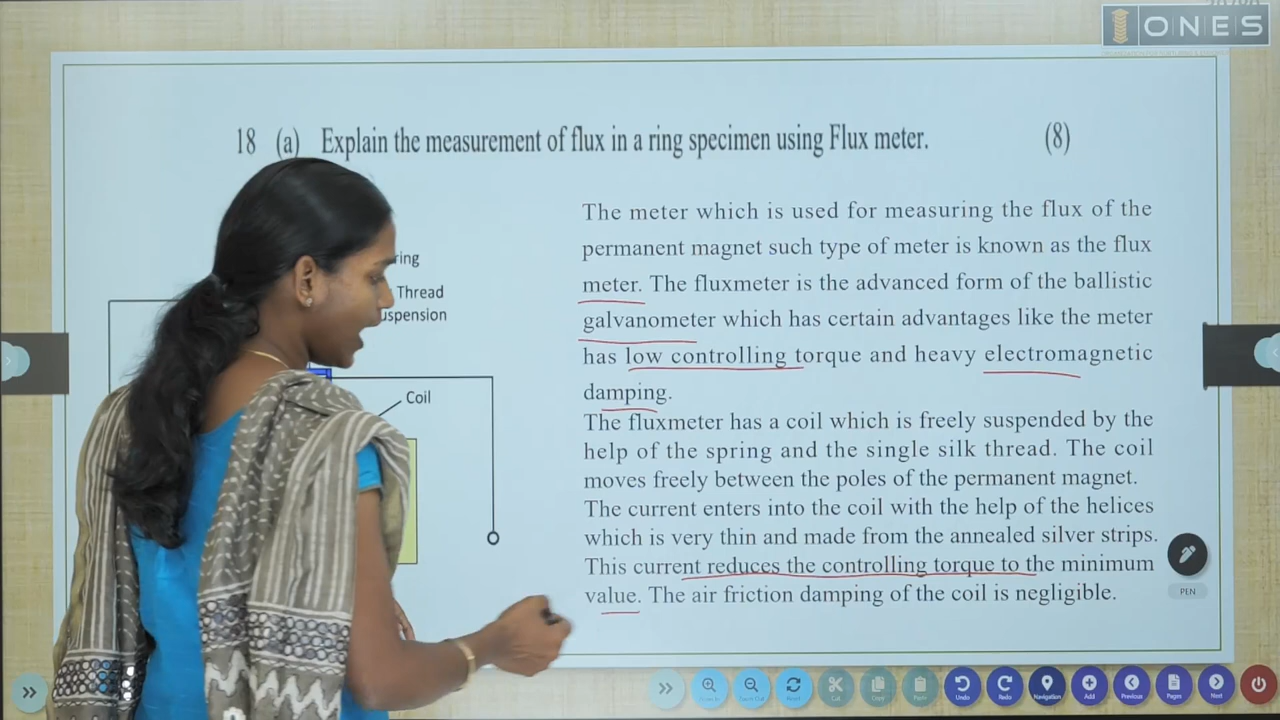 ONES
18 (a) Explain the measurement of flux in a ring specimen using Flux meter. (8)
ring
Thread
uspension
Coil
The meter which is used for measuring the flux of the
permanent magnet such type of meter is known as the flux
meter. The fluxmeter is the advanced form of the ballistic
galvanometer which has certain advantages like the meter
has low controlling torque and heavy electromagnetic
damping.
The fluxmeter has a coil which is freely suspended by the
help of the spring and the single silk thread. The coil
moves freely between the poles of the permanent magnet.
The current enters into the coil with the help of the helices
which is very thin and made from the annealed silver strips.
This current reduces the controlling torque to the minimum
value. The air friction damping of the coil is negligible.
PEN
Undo
Redo
Navigation
Add
Previous
Pages
Next